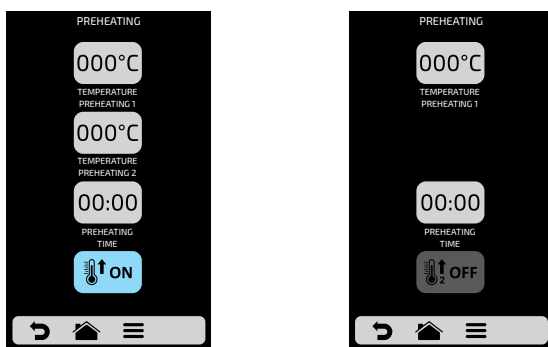 PREHEATING
000°C
TEMPERATURE
PREHEATING 1
000°C
TEMPERATURE
PREHEATING 2
00:00
PREHEATING
TIME
ON
PREHEATING
000°C
TEMPERATURE
PREHEATING 1
00:00
PREHEATING
TIME
2 OFF